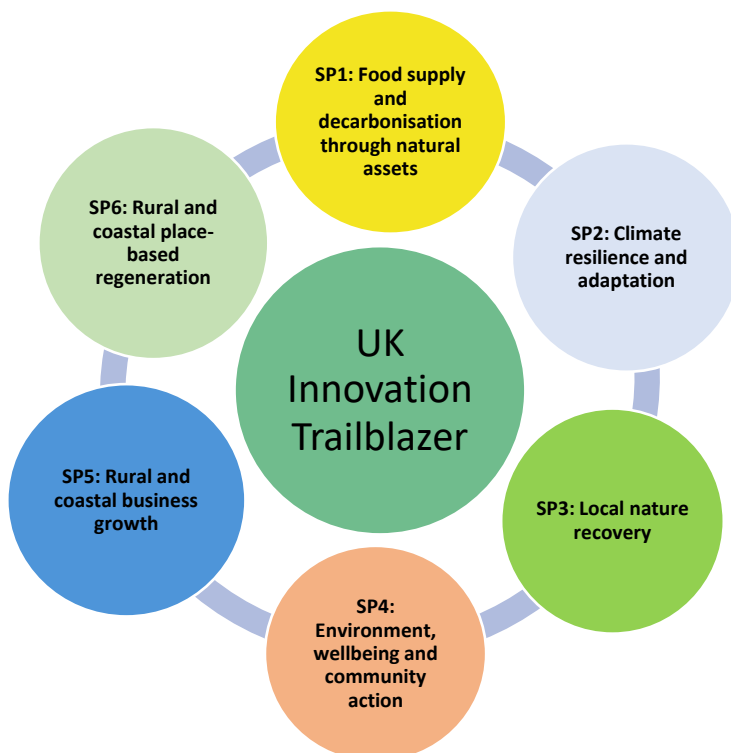 SP1: Food supply
and
decarbonisation
through natural
assets
SP2: Climate
resilience and
adaptation
SP3: Local nature
recovery
SP4:
Environment,
wellbeing and
community
action
SP5: Rural and
coastal business
growth
SP6: Rural and
coastal place-
based
regeneration
UK
Innovation
Trailblazer